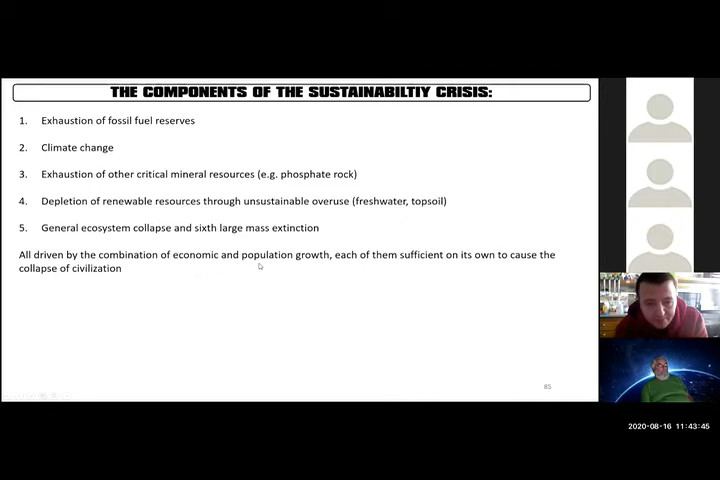 THE COMPONENTS OF THE SUSTAINABILTIY CRISIS:
1. Exhaustion of fossil fuel reserves
2. Climate change
3. Exhaustion of other critical mineral resources (e.g. phosphate rock)
4. Depletion of renewable resources through unsustainable overuse (freshwater, topsoil)
5. General ecosystem collapse and sixth large mass extinction
All driven by the combination of economic and population growth, each of them sufficient on its own to cause the
collapse of civilization
85
2020-08-16 11:43:45